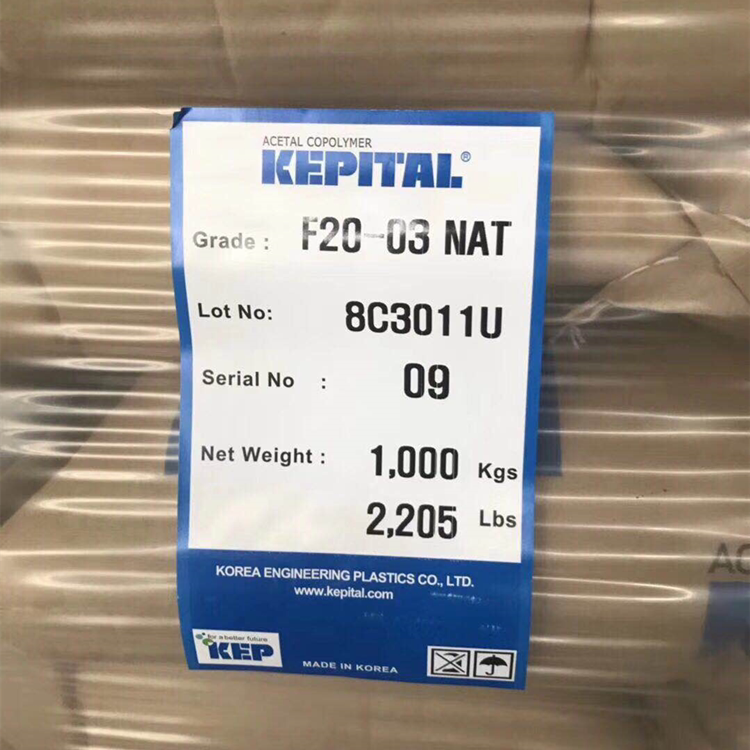 ACETAL COPOLYMER
KEPITAL®
Grade : F20-03 NAT
Lot No: 8C3011U
Serial No : 09
Net Weight : 1,000 Kgs
2,205 Lbs
KOREA ENGINEERING PLASTICS CO., LTD.
www.kepital.com
for a better future
KEP
MADE IN KOREA
AC